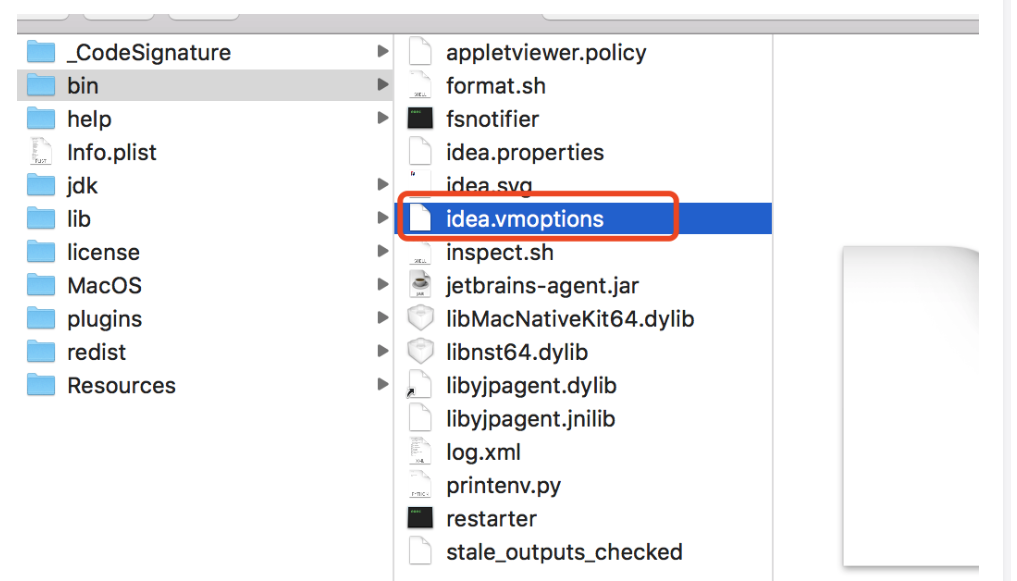 _CodeSignature
bin
help
Info.plist
jdk
lib
license
MacOS
plugins
redist
Resources
appletviewer.policy
format.sh
fsnotifier
idea.properties
idea.svg
idea.vmoptions
inspect.sh
jetbrains-agent.jar
libMacNativeKit64.dylib
libnst64.dylib
libyjpagent.dylib
libyjpagent.jnilib
log.xml
printenv.py
restarter
stale_outputs_checked